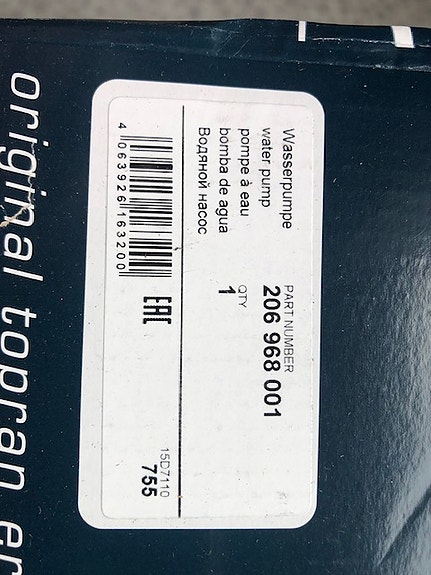 Wasserpumpe
water pump
pompe à eau
bomba de agua
Водяной насос
PART NUMBER
206 968 001
QTY
1
4 063926 163200
EAC
15D7110
755
original topran er